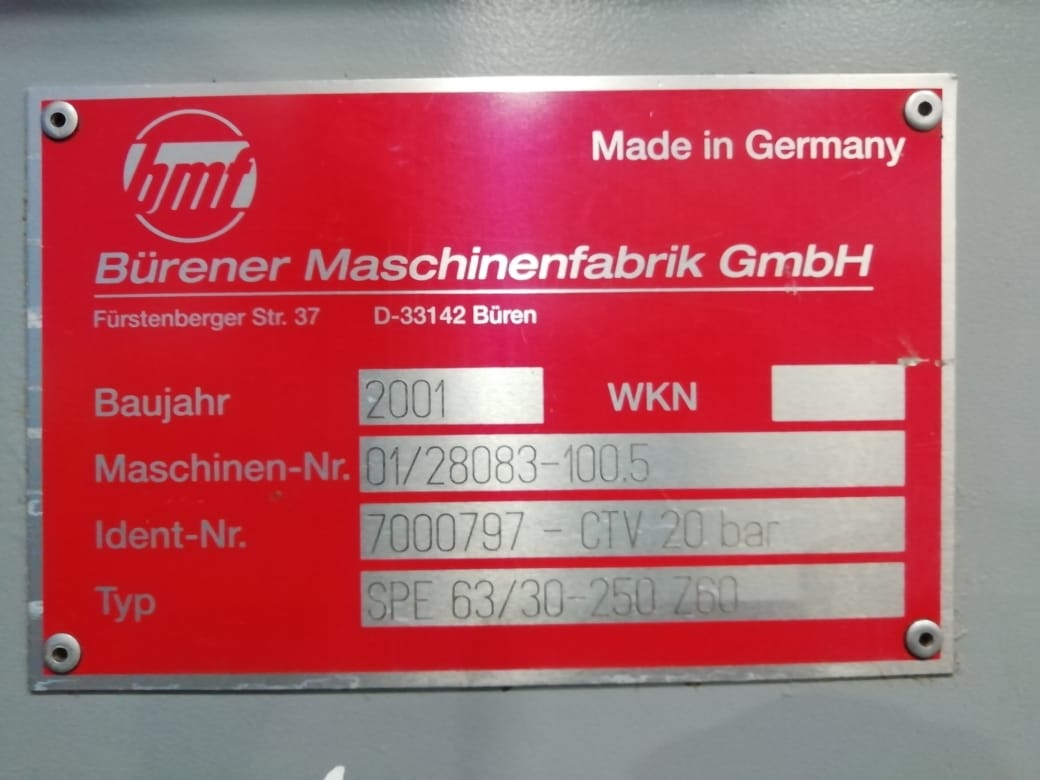 bmf
Made in Germany
Bürener Maschinenfabrik GmbH
Fürstenberger Str. 37 D-33142 Büren
Baujahr 2001 WKN
Maschinen-Nr. 01/28083-100.5
Ident-Nr. 7000797 - CTV 20 bar
Typ SPE 63/30-250 Z60